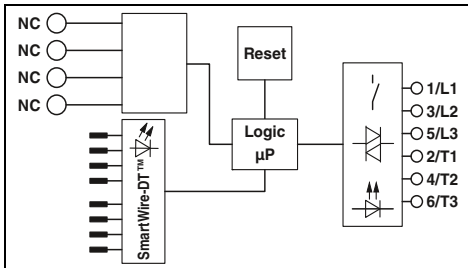 NC
NC
NC
NC
Reset
Logic
µP
SmartWire-DT™
1/L1
3/L2
5/L3
2/T1
4/T2
6/T3